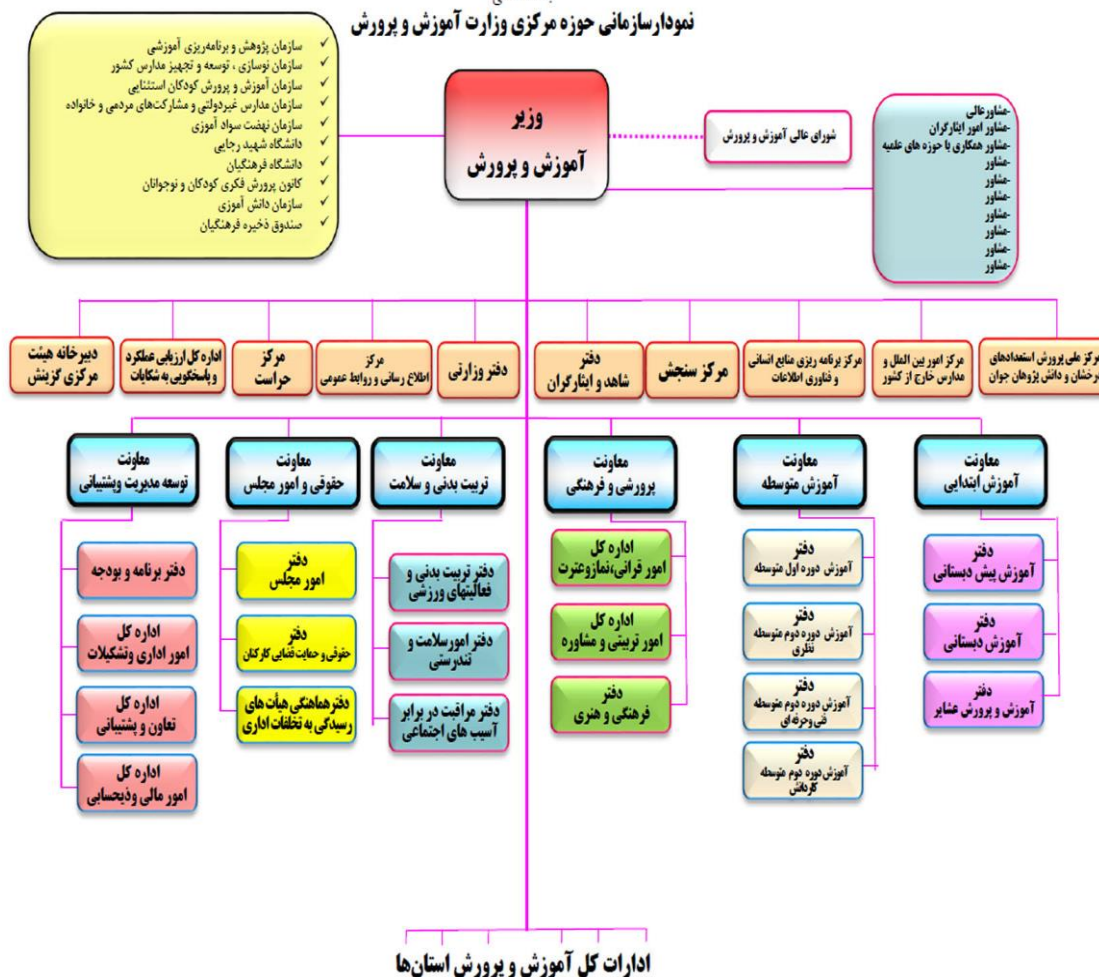 نمودارسازمانی حوزه مرکزی وزارت آموزش و پرورش
-مشاورعالی
-مشاور امور ایثارگران
-مشاور همکاری با حوزه های علمیه
-مشاور
-مشاور
-مشاور
-مشاور
-مشاور
-مشاور
-مشاور
شورای عالی آموزش و پرورش
وزیر
آموزش و پرورش
✓ سازمان پژوهش و برنامه‌ریزی آموزشی
✓ سازمان نوسازی ، توسعه و تجهیز مدارس کشور
✓ سازمان آموزش و پرورش کودکان استثنایی
✓ سازمان مدارس غیردولتی و مشارکت‌های مردمی و خانواده
✓ سازمان نهضت سواد آموزی
✓ دانشگاه شهید رجایی
✓ دانشگاه فرهنگیان
✓ کانون پرورش فکری کودکان و نوجوانان
✓ سازمان دانش آموزی
✓ صندوق ذخیره فرهنگیان
مرکز ملی پرورش استعدادهای
درخشان و دانش پژوهان جوان
مرکز امور بین الملل و
مدارس خارج از کشور
مرکز برنامه ریزی منابع انسانی
و فناوری اطلاعات
مرکز سنجش
دفتر
شاهد و ایثارگران
دفتر وزارتی
مرکز
اطلاع رسانی و روابط عمومی
مرکز
حراست
اداره کل ارزیابی عملکرد
و پاسخگویی به شکایات
دبیرخانه هیئت
مرکزی گزینش
معاونت
آموزش ابتدایی
دفتر
آموزش پیش دبستانی
دفتر
آموزش دبستانی
دفتر
آموزش و پرورش عشایر
معاونت
آموزش متوسطه
دفتر
آموزش دوره اول متوسطه
دفتر
آموزش دوره دوم متوسطه
نظری
دفتر
آموزش دوره دوم متوسطه
فنی وحرفه ای
دفتر
آموزش دوره دوم متوسطه
کاردانش
معاونت
پرورشی و فرهنگی
اداره کل
امور قرانی،نمازوعترت
اداره کل
امور تربیتی و مشاوره
دفتر
فرهنگی و هنری
معاونت
تربیت بدنی و سلامت
دفتر تربیت بدنی و
فعالیتهای ورزشی
دفتر امورسلامت و
تندرستی
دفتر مراقبت در برابر
آسیب های اجتماعی
معاونت
حقوقی و امور مجلس
دفتر
امور مجلس
دفتر
حقوقی و حمایت قضایی کارکنان
دفتر هماهنگی هیأت های
رسیدگی به تخلفات اداری
معاونت
توسعه مدیریت وپشتیبانی
دفتر برنامه و بودجه
اداره کل
امور اداری وتشکیلات
اداره کل
تعاون و پشتیبانی
اداره کل
امور مالی وذیحسابی
ادارات کل آموزش و پرورش استان‌ها